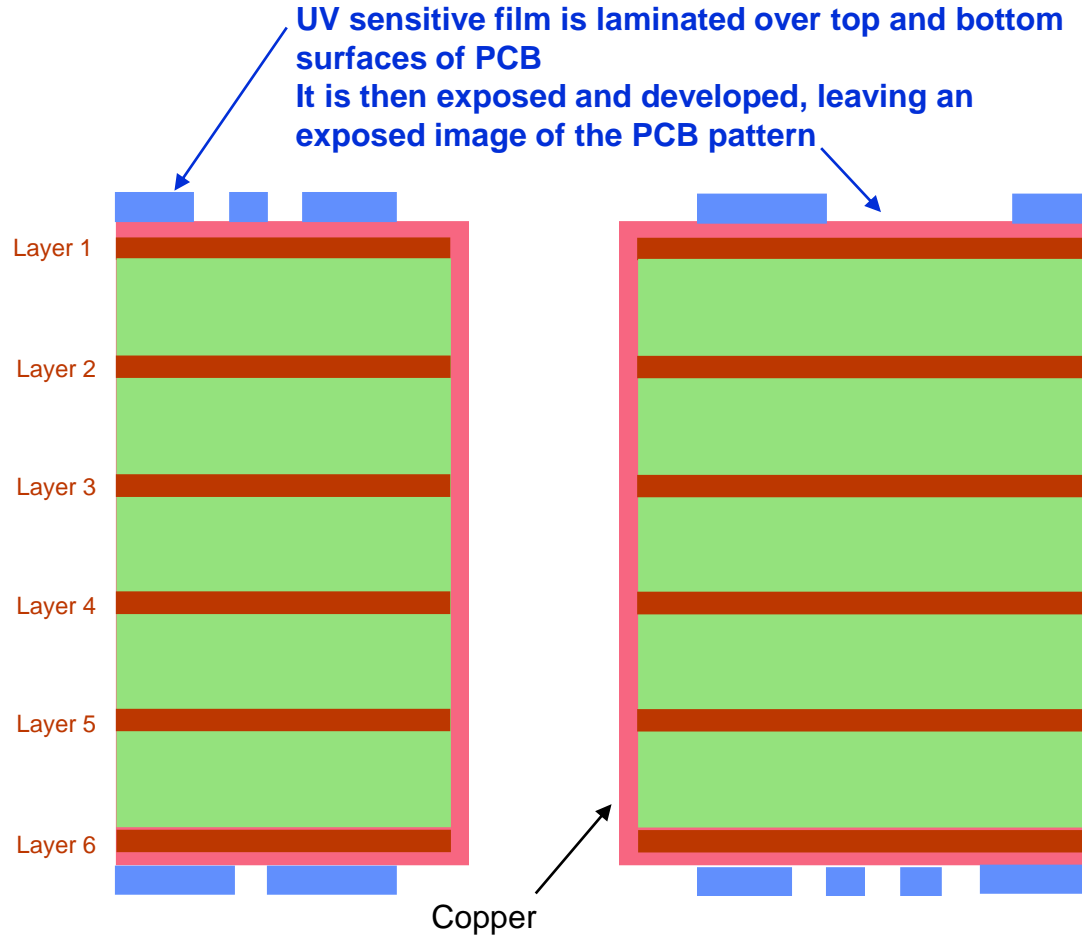 UV sensitive film is laminated over top and bottom
surfaces of PCB
It is then exposed and developed, leaving an
exposed image of the PCB pattern
Layer 1
Layer 2
Layer 3
Layer 4
Layer 5
Layer 6
Copper